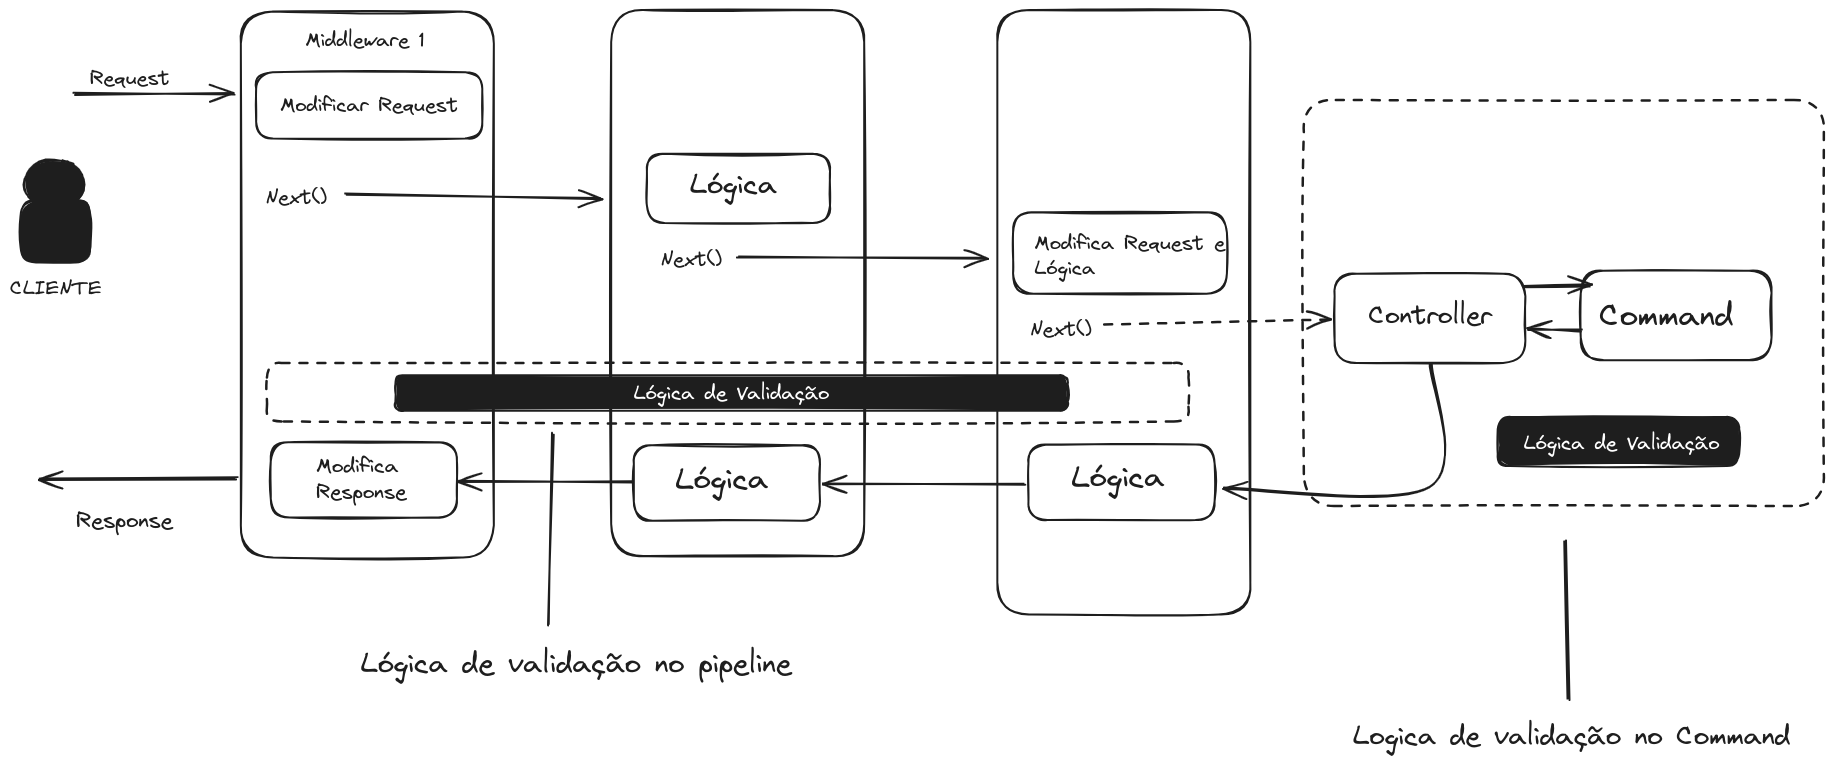 Middleware 1
Request
Modificar Request
Next()
Lógica
Next()
Modifica Request e
Lógica
Next()
CLIENTE
Controller
Command
Lógica de Validação
Lógica de Validação
Modifica
Response
Lógica
Lógica
Response
Lógica de validação no pipeline
Logica de validação no Command